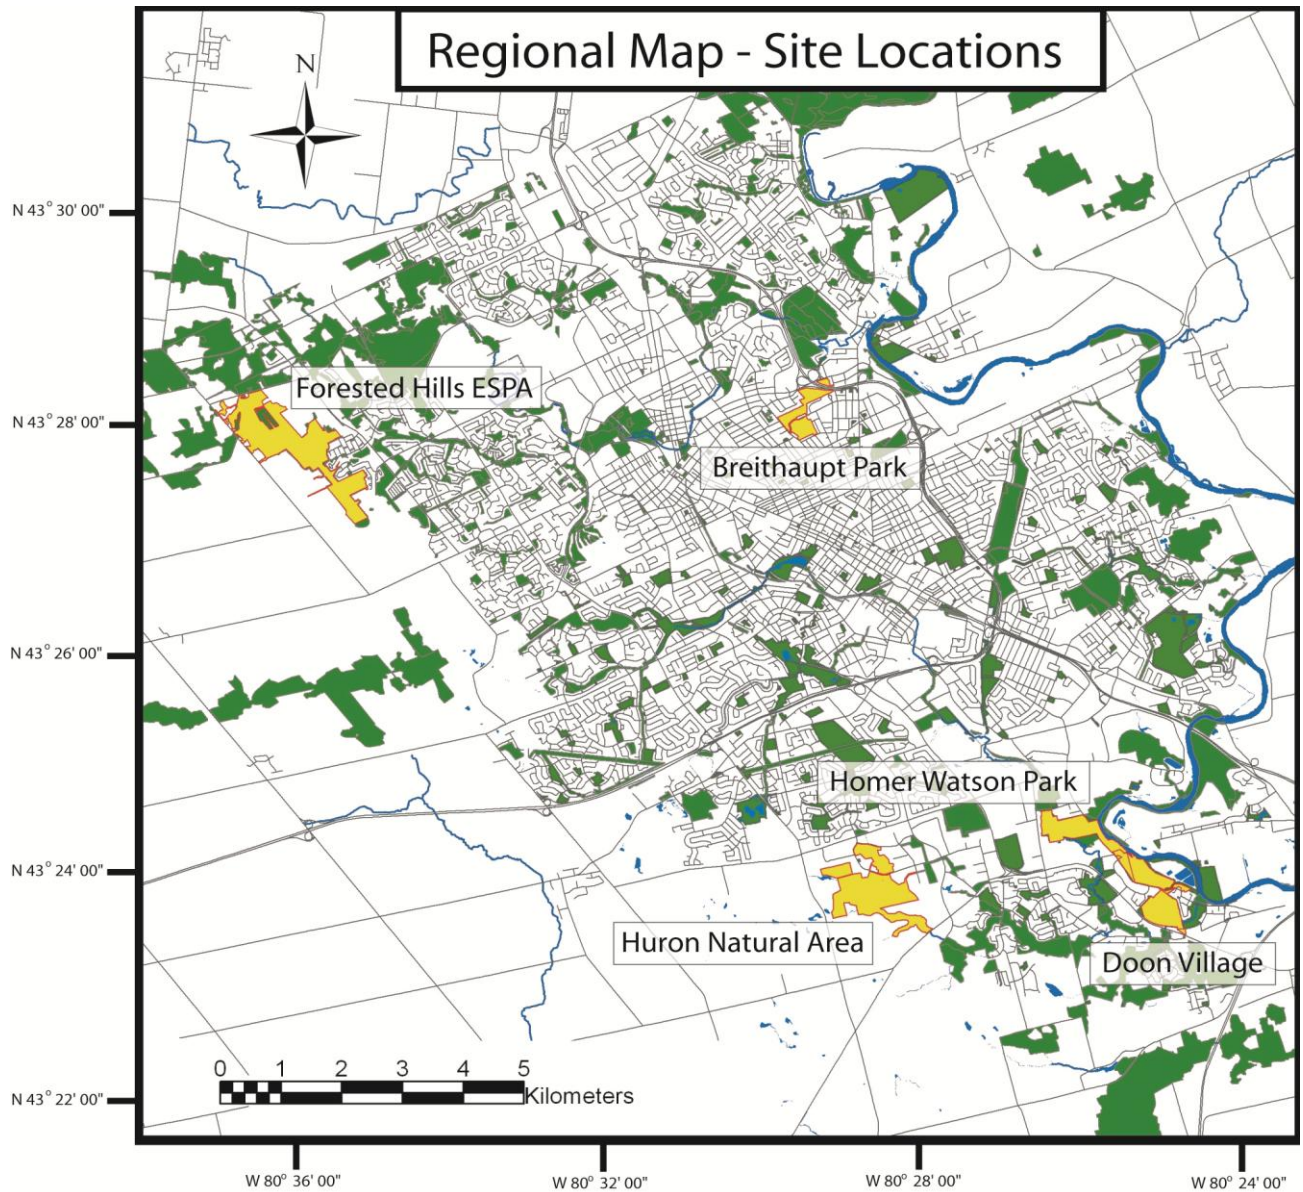 Regional Map - Site Locations
N
N 43° 30' 00"
Forested Hills ESPA
N 43° 28' 00"
Breithaupt Park
N 43° 26' 00"
Homer Watson Park
N 43° 24' 00"
Huron Natural Area
Doon Village
0 1 2 3 4 5
Kilometers
N 43° 22' 00"
W 80° 36' 00" W 80° 32' 00" W 80° 28' 00" W 80° 24' 00"